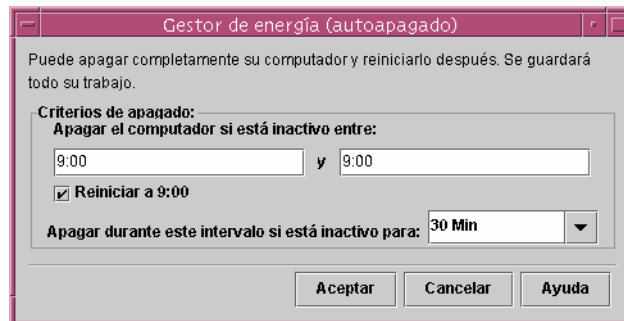 Gestor de energía (autoapagado)
Puede apagar completamente su computador y reiniciarlo después. Se guardará
todo su trabajo.
Criterios de apagado:
Apagar el computador si está inactivo entre:
9:00 y 9:00
Reiniciar a 9:00
Apagar durante este intervalo si está inactivo para: 30 Min
Aceptar Cancelar Ayuda